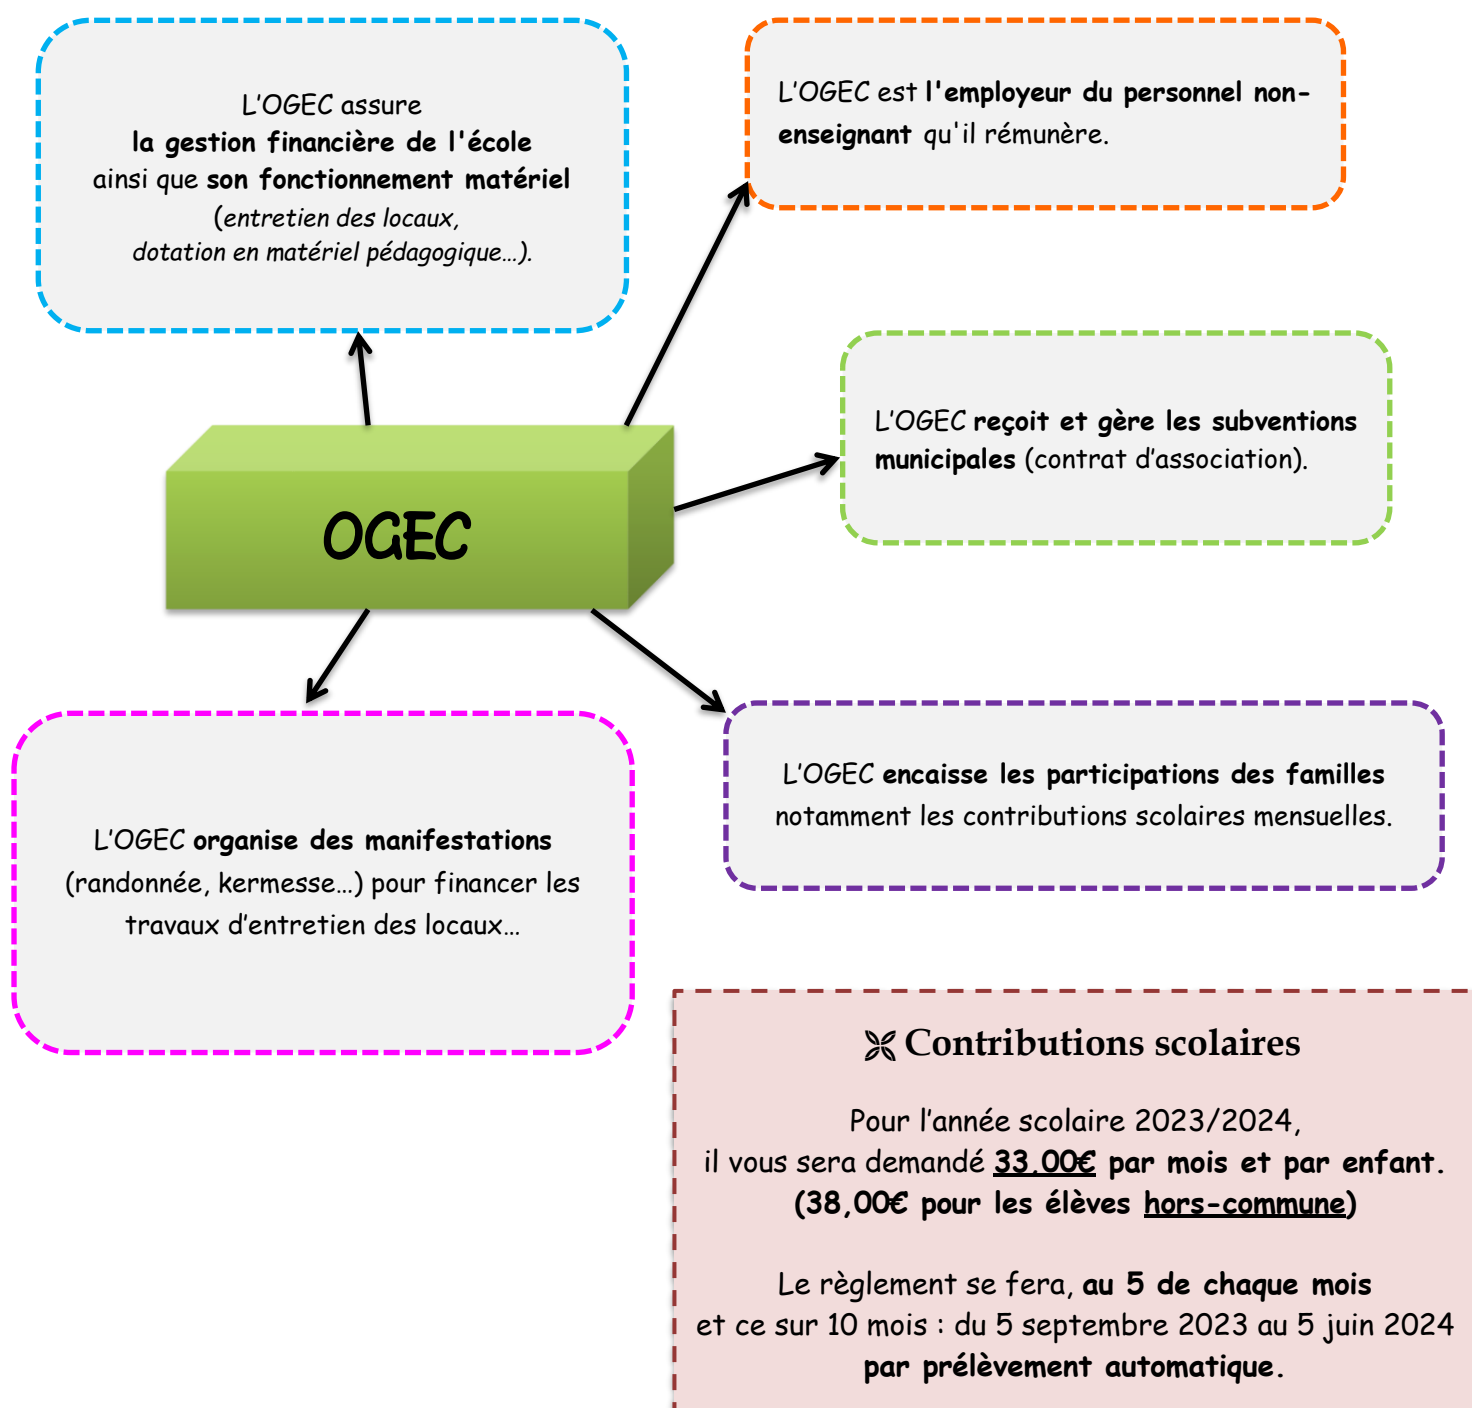 L'OGEC assure
la gestion financière de l'école
ainsi que son fonctionnement matériel
(entretien des locaux,
dotation en matériel pédagogique…).
L'OGEC est l'employeur du personnel non-
enseignant qu'il rémunère.
L'OGEC reçoit et gère les subventions
municipales (contrat d'association).
OGEC
L'OGEC encaisse les participations des familles
notamment les contributions scolaires mensuelles.
L'OGEC organise des manifestations
(randonnée, kermesse…) pour financer les
travaux d'entretien des locaux…
Contributions scolaires
Pour l'année scolaire 2023/2024,
il vous sera demandé 33,00€ par mois et par enfant.
(38,00€ pour les élèves hors-commune)
Le règlement se fera, au 5 de chaque mois
et ce sur 10 mois : du 5 septembre 2023 au 5 juin 2024
par prélèvement automatique.